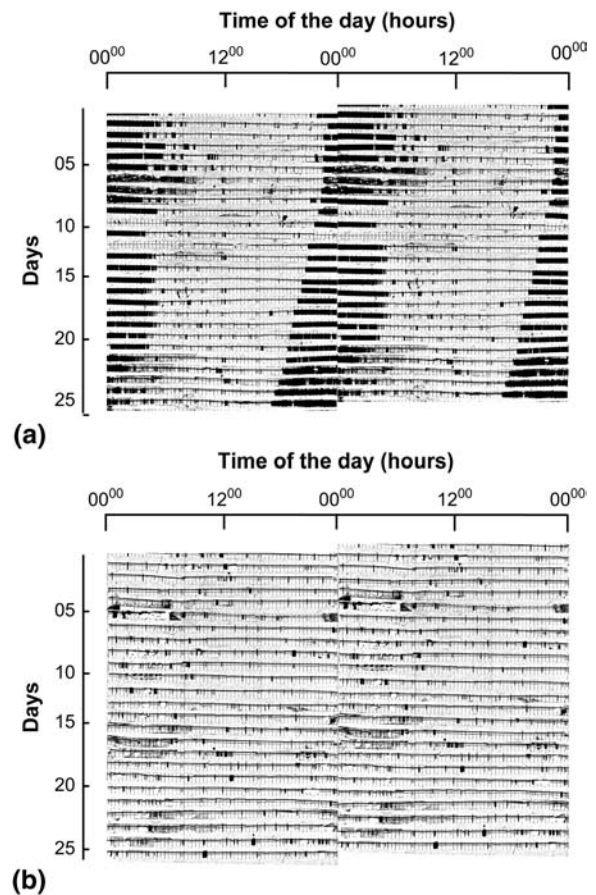 Time of the day (hours)
00⁰⁰ 12⁰⁰ 00⁰⁰ 12⁰⁰ 00⁰⁰
05
10
15
20
25
Days
(a)
Time of the day (hours)
00⁰⁰ 12⁰⁰ 00⁰⁰ 12⁰⁰ 00⁰⁰
05
10
15
20
25
Days
(b)